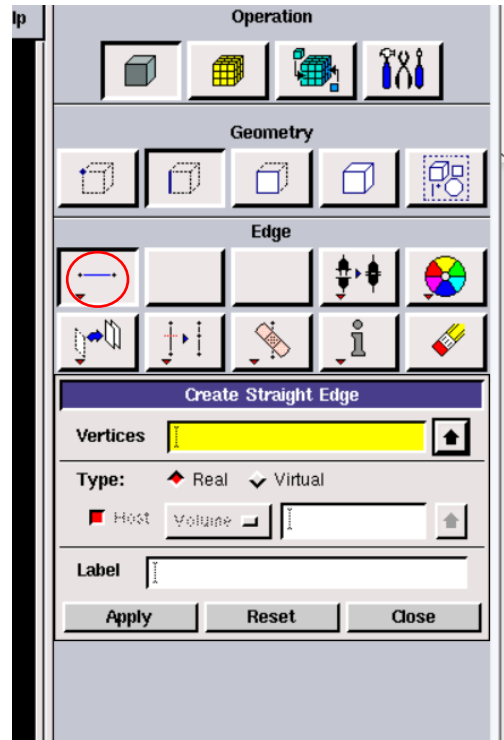 lp
Operation
Geometry
Edge
Create Straight Edge
Vertices
Type: Real Virtual
Host Volume
Label
Apply Reset Close